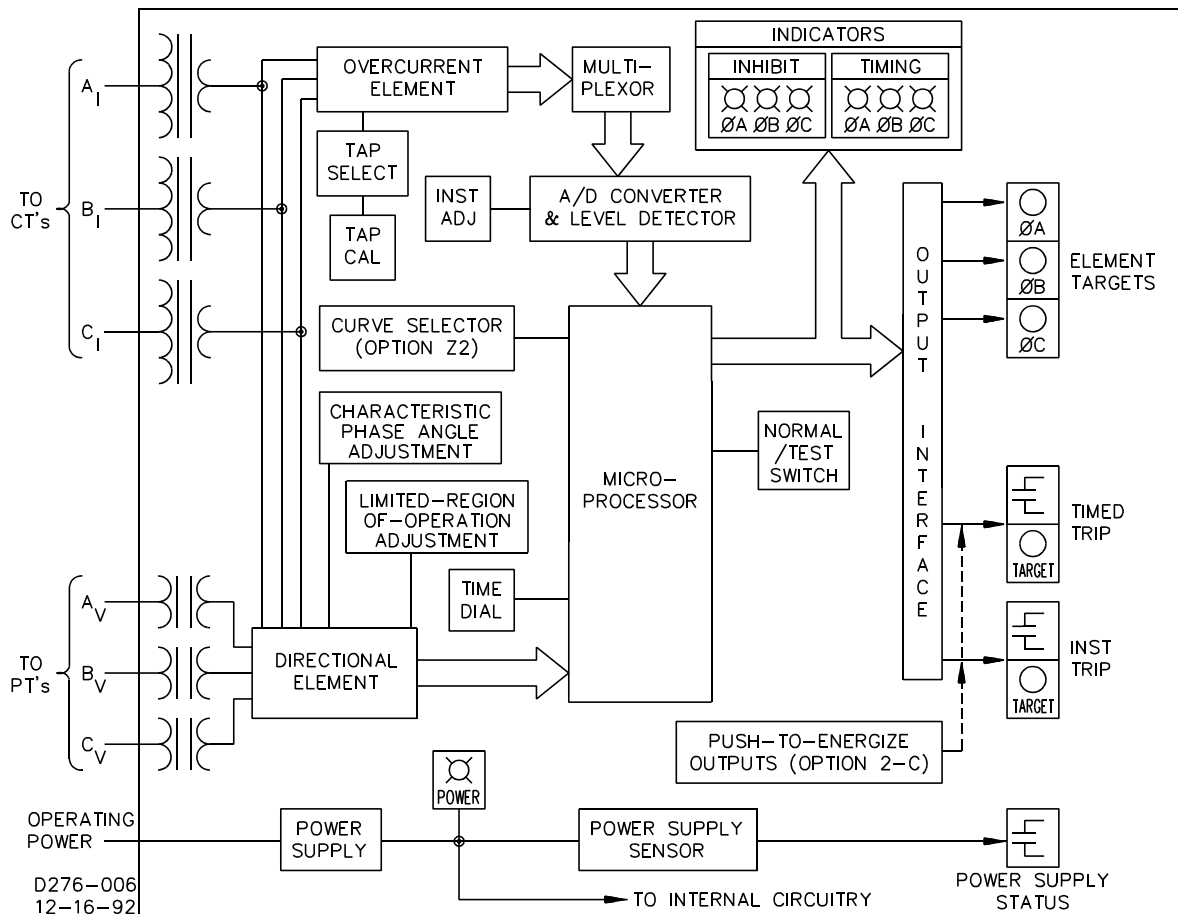 INDICATORS
INHIBIT
ØA ØB ØC
TIMING
ØA ØB ØC
OVERCURRENT
ELEMENT
MULTI-
PLEXOR
TO
CT's
A I
B I
C I
TAP
SELECT
TAP
CAL
INST
ADJ
A/D CONVERTER
& LEVEL DETECTOR
CURVE SELECTOR
(OPTION Z2)
CHARACTERISTIC
PHASE ANGLE
ADJUSTMENT
LIMITED-REGION
OF-OPERATION
ADJUSTMENT
MICRO-
PROCESSOR
NORMAL
/TEST
SWITCH
OUTPUT INTERFACE
ØA
ØB
ØC
ELEMENT
TARGETS
TARGET
TIMED
TRIP
TARGET
INST
TRIP
TIME
DIAL
TO
PT's
A V
B V
C V
DIRECTIONAL
ELEMENT
PUSH-TO-ENERGIZE
OUTPUTS (OPTION 2-C)
POWER
OPERATING
POWER
POWER
SUPPLY
POWER SUPPLY
SENSOR
POWER SUPPLY
STATUS
TO INTERNAL CIRCUITRY
D276-006
12-16-92